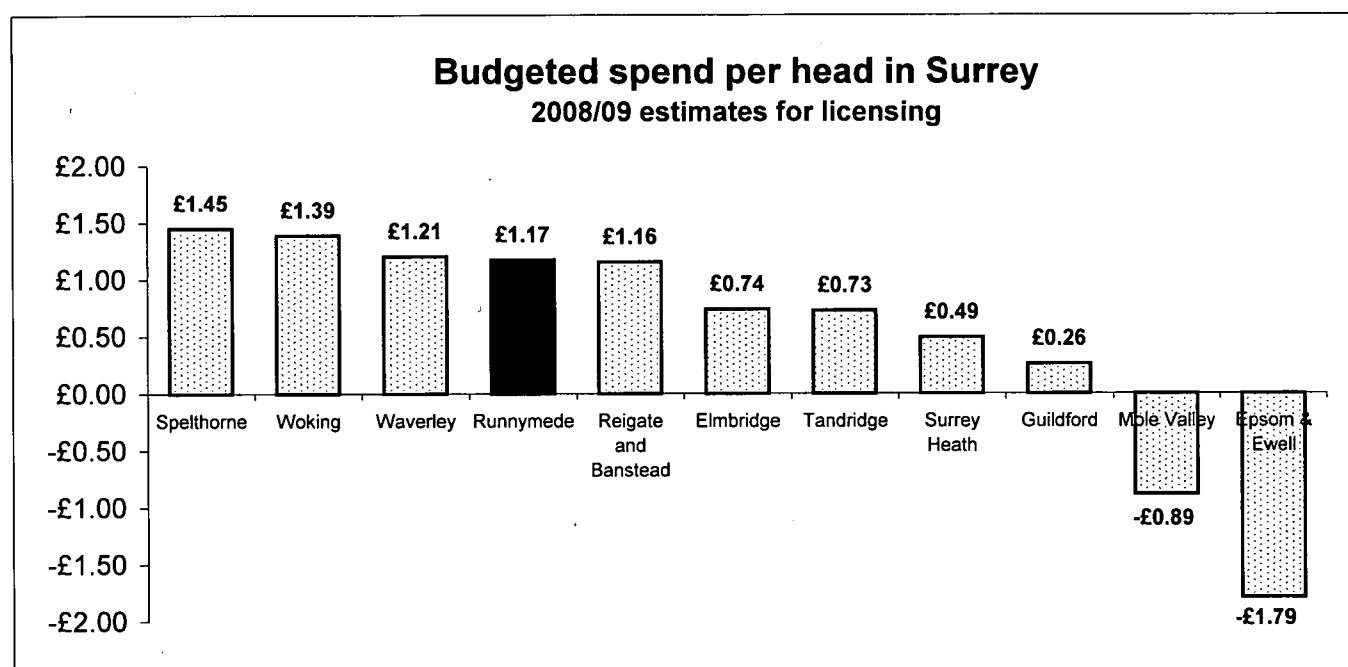 Budgeted spend per head in Surrey
2008/09 estimates for licensing
£2.00
£1.50
£1.00
£0.50
£0.00
-£0.50
-£1.00
-£1.50
-£2.00
£1.45
£1.39
£1.21
£1.17
£1.16
£0.74
£0.73
£0.49
£0.26
-£0.89
-£1.79
Spelthorne
Woking
Waverley
Runnymede
Reigate
and
Banstead
Elmbridge
Tandridge
Surrey
Heath
Guildford
Mole Valley
Epsom &
Ewell